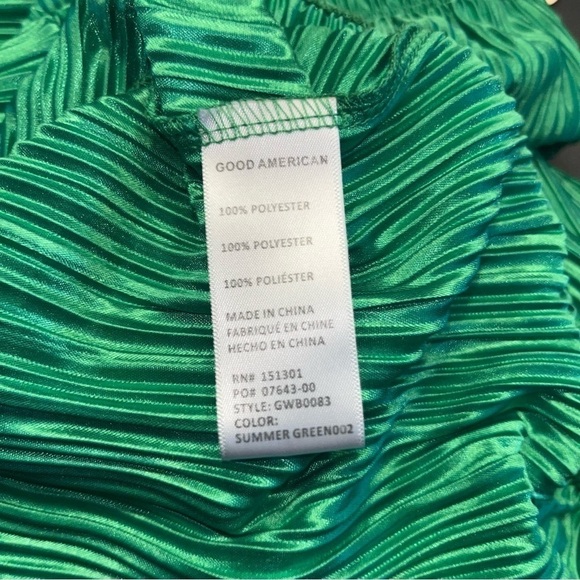 GOOD AMERICAN
100% POLYESTER
100% POLYESTER
100% POLIÉSTER
MADE IN CHINA
FABRIQUÉ EN CHINE
HECHO EN CHINA
RN# 151301
PO# 07643-00
STYLE: GWB0083
COLOR:
SUMMER GREEN002